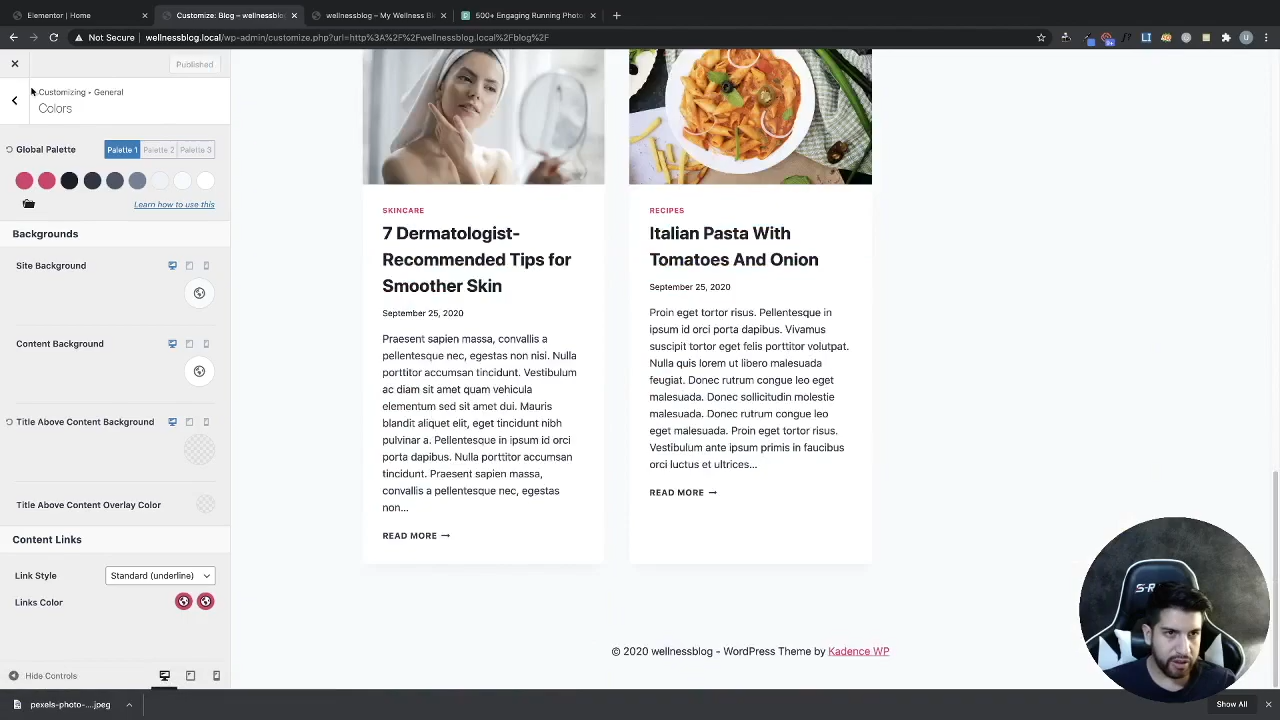 Elementor | Home
Customize: Blog – wellnessblog
wellnessblog – My Wellness Bl
500+ Engaging Running Photo
Not Secure | wellnessblog.local/wp-admin/customize.php?url=http%3A%2F%2Fwellnessblog.local%2Fblog%2F
Published
Customizing • General
Colors
Global Palette
Palette 1
Palette 2
Palette 3
Learn how to use this
Backgrounds
Site Background
Content Background
Title Above Content Background
Title Above Content Overlay Color
Content Links
Link Style
Standard (underline)
Links Color
Hide Controls
SKINCARE
7 Dermatologist-
Recommended Tips for
Smoother Skin
September 25, 2020
Praesent sapien massa, convallis a
pellentesque nec, egestas non nisi. Nulla
porttitor accumsan tincidunt. Vestibulum
ac diam sit amet quam vehicula
elementum sed sit amet dui. Mauris
blandit aliquet elit, eget tincidunt nibh
pulvinar a. Pellentesque in ipsum id orci
porta dapibus. Nulla porttitor accumsan
tincidunt. Praesent sapien massa,
convallis a pellentesque nec, egestas
non...
READ MORE
RECIPES
Italian Pasta With
Tomatoes And Onion
September 25, 2020
Proin eget tortor risus. Pellentesque in
ipsum id orci porta dapibus. Vivamus
suscipit tortor eget felis porttitor volutpat.
Nulla quis lorem ut libero malesuada
feugiat. Donec rutrum congue leo eget
malesuada. Donec sollicitudin molestie
malesuada. Donec rutrum congue leo
eget malesuada. Proin eget tortor risus.
Vestibulum ante ipsum primis in faucibus
orci luctus et ultrices...
READ MORE
© 2020 wellnessblog - WordPress Theme by Kadence WP
pexels-photo-....jpeg
Show All